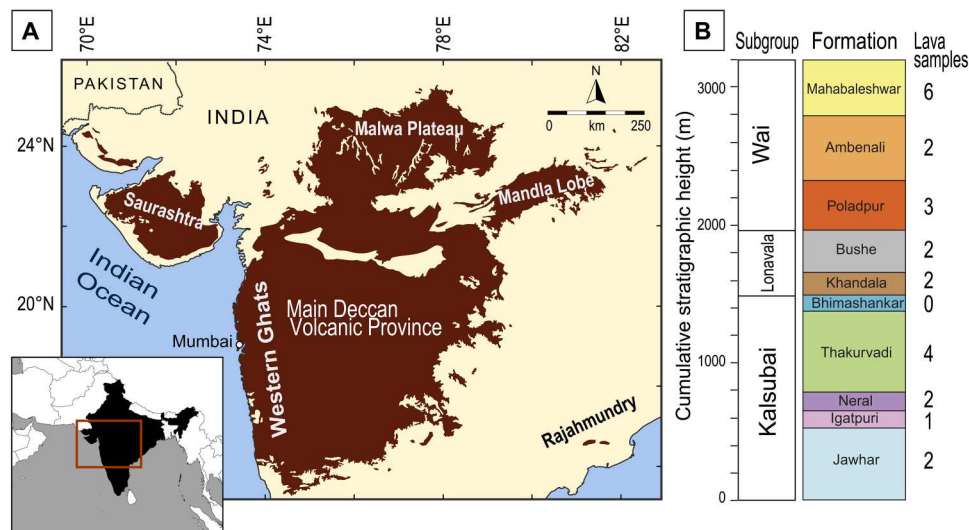 A
70°E
74°E
78°E
82°E
PAKISTAN
INDIA
N
0 km 250
24°N
Malwa Plateau
Mandla Lobe
Saurashtra
Indian
Ocean
20°N
Main Deccan
Volcanic Province
Mumbai
Western Ghats
Rajahmundry
B
Subgroup Formation Lava
samples
Cumulative stratigraphic height (m)
3000
2000
1000
0
Wai
Lonavala
Kalsubai
Mahabaleshwar 6
Ambenali 2
Poladpur 3
Bushe 2
Khandala 2
Bhimashankar 0
Thakurvadi 4
Neral 2
Igatpuri 1
Jawhar 2